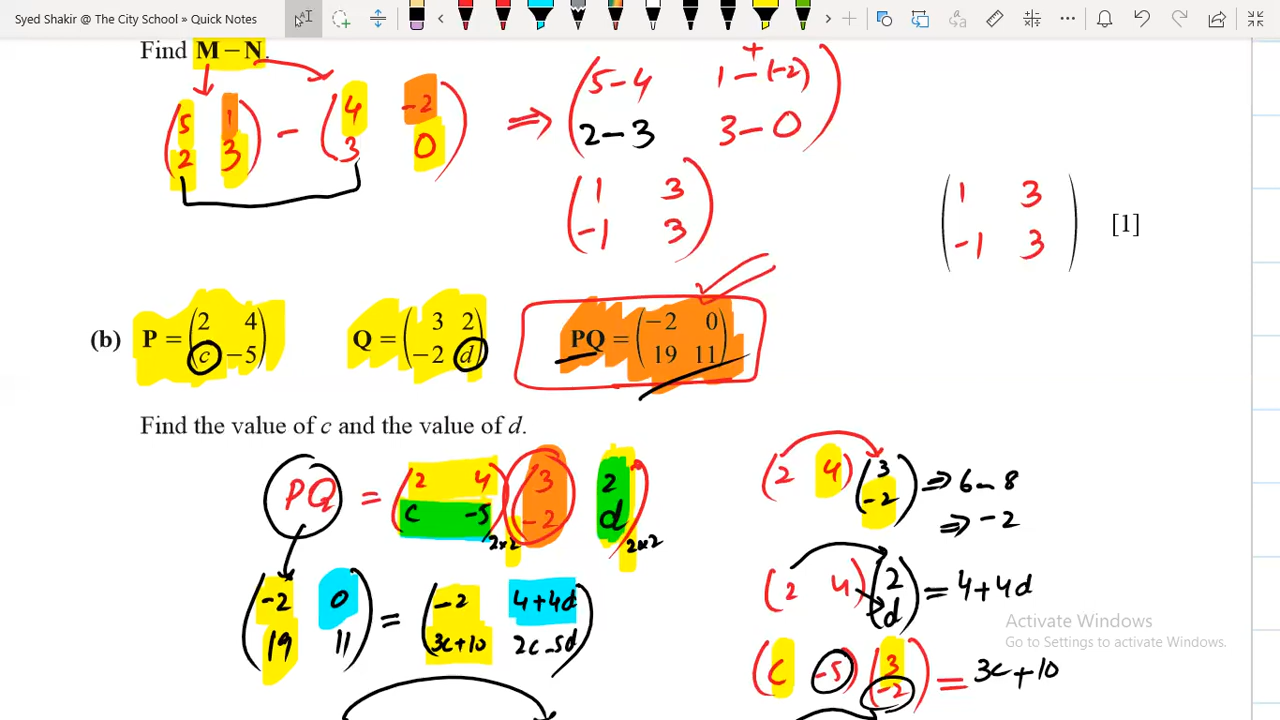 Syed Shakir @ The City School » Quick Notes
Find M – N.
(5 1
2 3) – (4 -2
3 0) ⇒ (5-4 1-(-2)
2-3 3-0)
+
(1 3
-1 3)
(1 3
-1 3) [1]
(b) P = (2 4
c -5) Q = (3 2
-2 d) PQ = (-2 0
19 11)
Find the value of c and the value of d.
PQ = (2 4
c -5) 2×2 (3 2
-2 d) 2×2
(-2 0
19 11) = (-2 4+4d
3c+10 2c-5d)
(2 4) (3
-2) ⇒ 6-8
⇒ -2
(2 4) (2
d) = 4+4d
(c -5) (3
-2) = 3c+10
Activate Windows
Go to Settings to activate Windows.